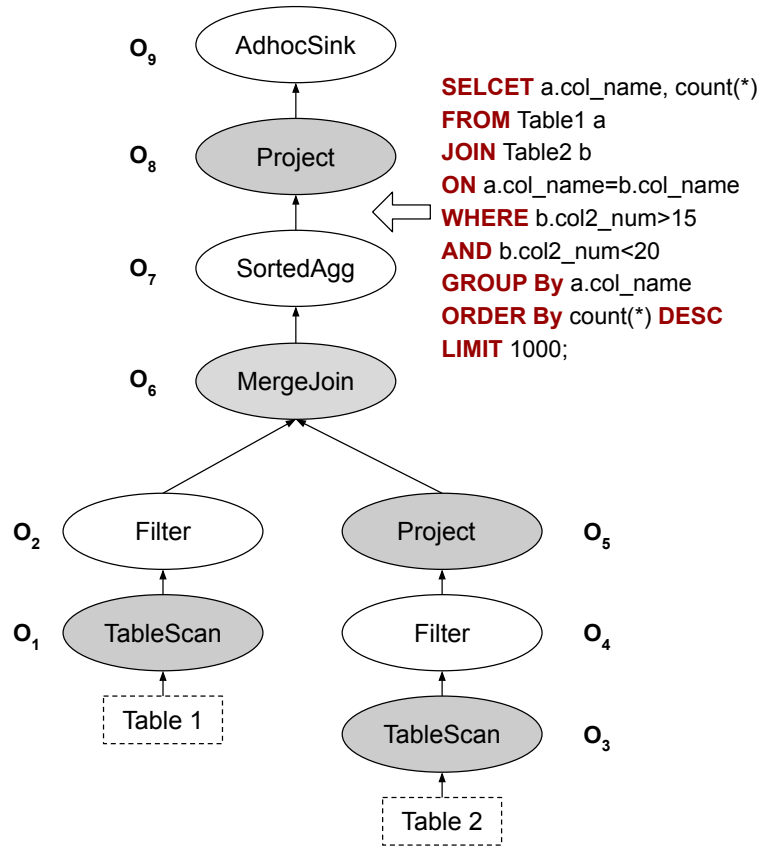 O9 AdhocSink
SELCET a.col_name, count(*)
FROM Table1 a
JOIN Table2 b
ON a.col_name=b.col_name
WHERE b.col2_num>15
AND b.col2_num<20
GROUP By a.col_name
ORDER By count(*) DESC
LIMIT 1000;
O8 Project
O7 SortedAgg
O6 MergeJoin
O2 Filter
Project O5
O1 TableScan
Filter O4
Table 1
TableScan O3
Table 2